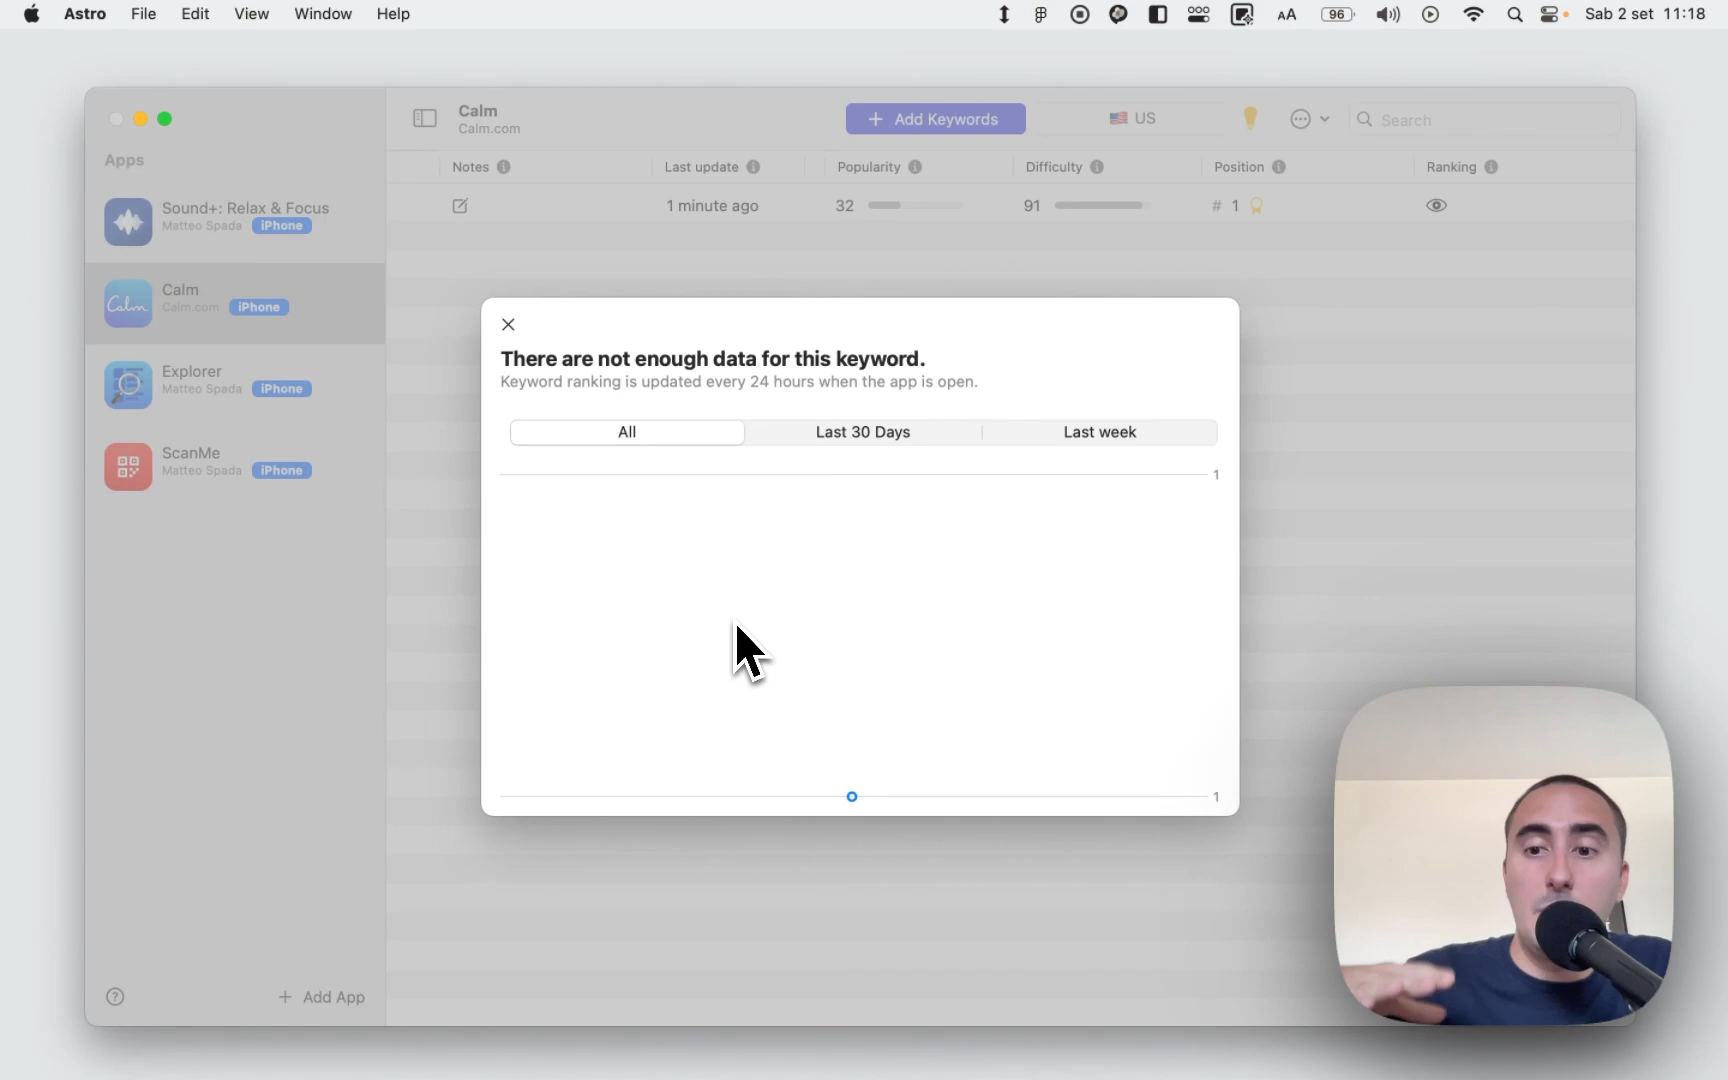 Astro File Edit View Window Help
AA 96 Sab 2 set 11:18
Apps
Sound+: Relax & Focus
Matteo Spada iPhone
Calm
Calm
Calm.com iPhone
Explorer
Matteo Spada iPhone
ScanMe
Matteo Spada iPhone
? + Add App
Calm
Calm.com
+ Add Keywords
US
Search
Notes Last update Popularity Difficulty Position Ranking
1 minute ago 32 91 # 1
There are not enough data for this keyword.
Keyword ranking is updated every 24 hours when the app is open.
All Last 30 Days Last week
1
1